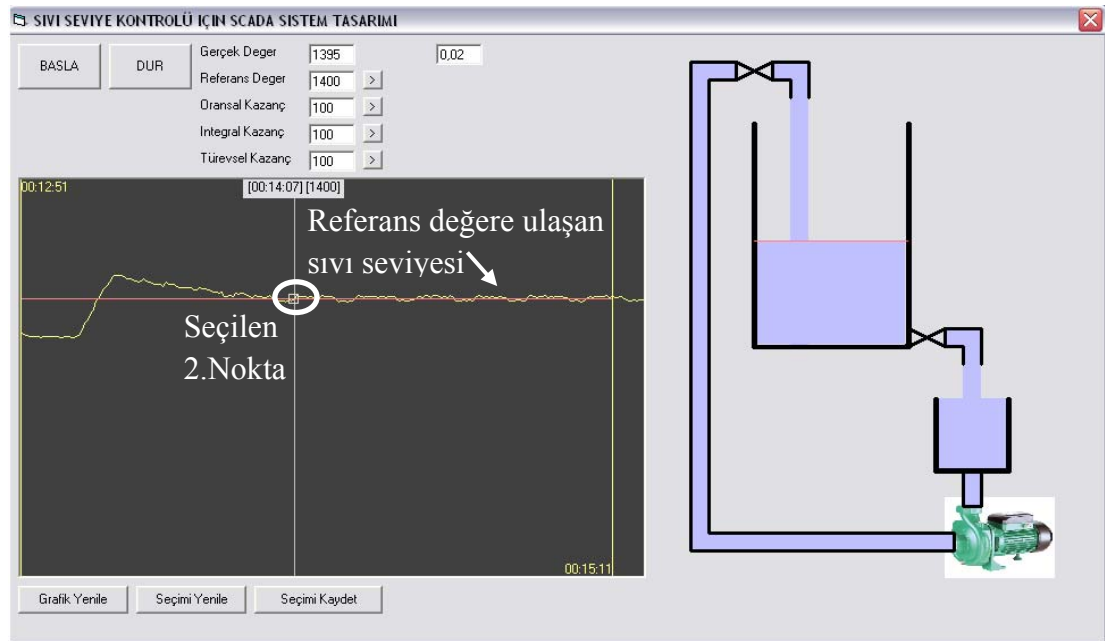 SIVI SEVIYE KONTROLÜ IÇIN SCADA SISTEM TASARIMI
BASLA
DUR
Gerçek Deger 1395 0,02
Referans Deger 1400 >
Oransal Kazanç 100 >
Integral Kazanç 100 >
Türevsel Kazanç 100 >
00:12:51
[00:14:07] [1400]
Referans değere ulaşan
sıvı seviyesi
Seçilen
2.Nokta
00:15:11
Grafik Yenile
Seçimi Yenile
Seçimi Kaydet